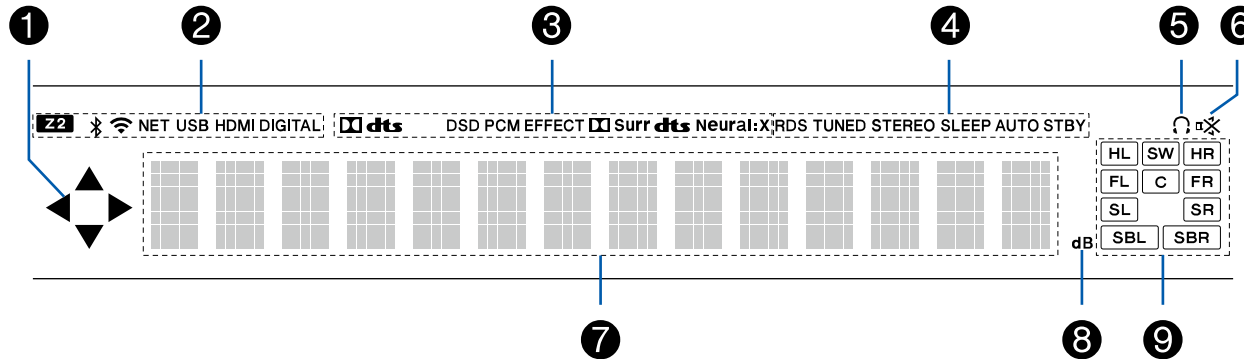 1 2 3 4 5 6
Z2 NET USB HDMI DIGITAL dts DSD PCM EFFECT Surr dts Neural:X RDS TUNED STEREO SLEEP AUTO STBY
HL SW HR
FL C FR
SL SR
dB SBL SBR
7 8 9